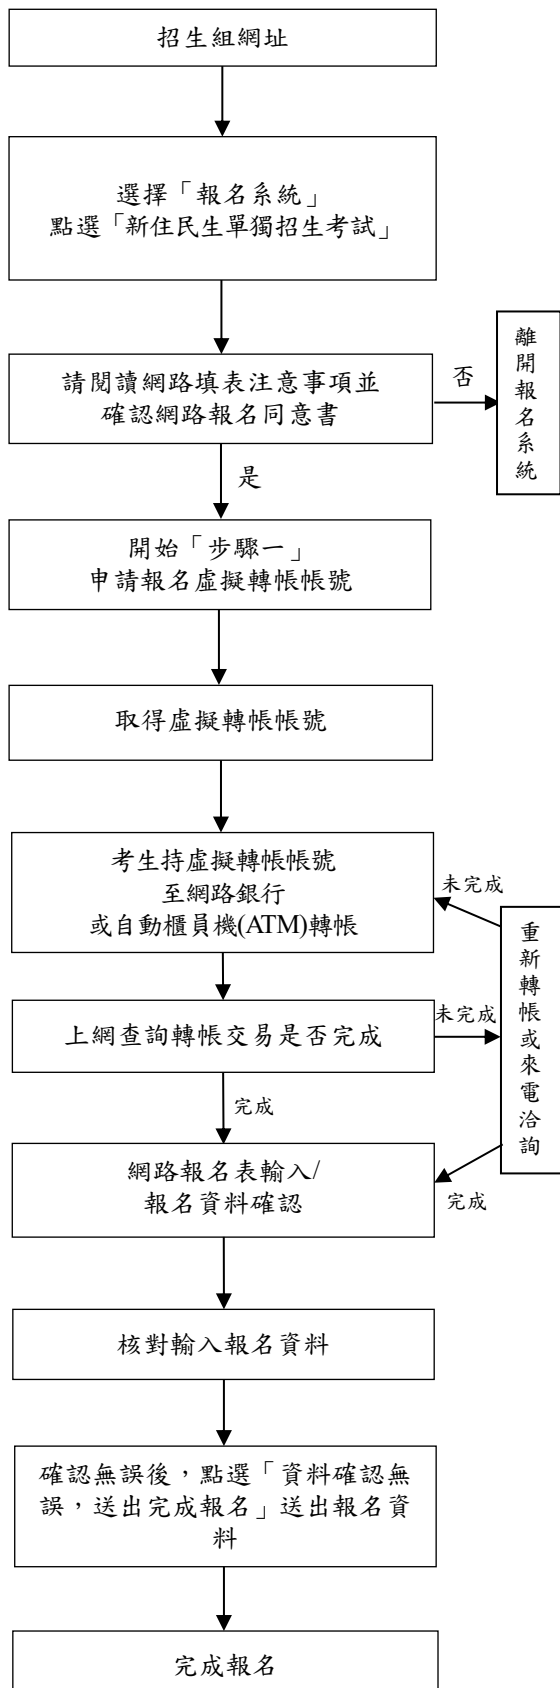 招生組網址
選擇「報名系統」
點選「新住民生單獨招生考試」
請閱讀網路填表注意事項並
確認網路報名同意書
否
離開報名系統
是
開始「步驟一」
申請報名虛擬轉帳帳號
取得虛擬轉帳帳號
考生持虛擬轉帳帳號
至網路銀行
或自動櫃員機(ATM)轉帳
未完成
重新轉帳或來電洽詢
上網查詢轉帳交易是否完成
未完成
完成
網路報名表輸入/
報名資料確認
完成
核對輸入報名資料
確認無誤後，點選「資料確認無
誤，送出完成報名」送出報名資
料
完成報名